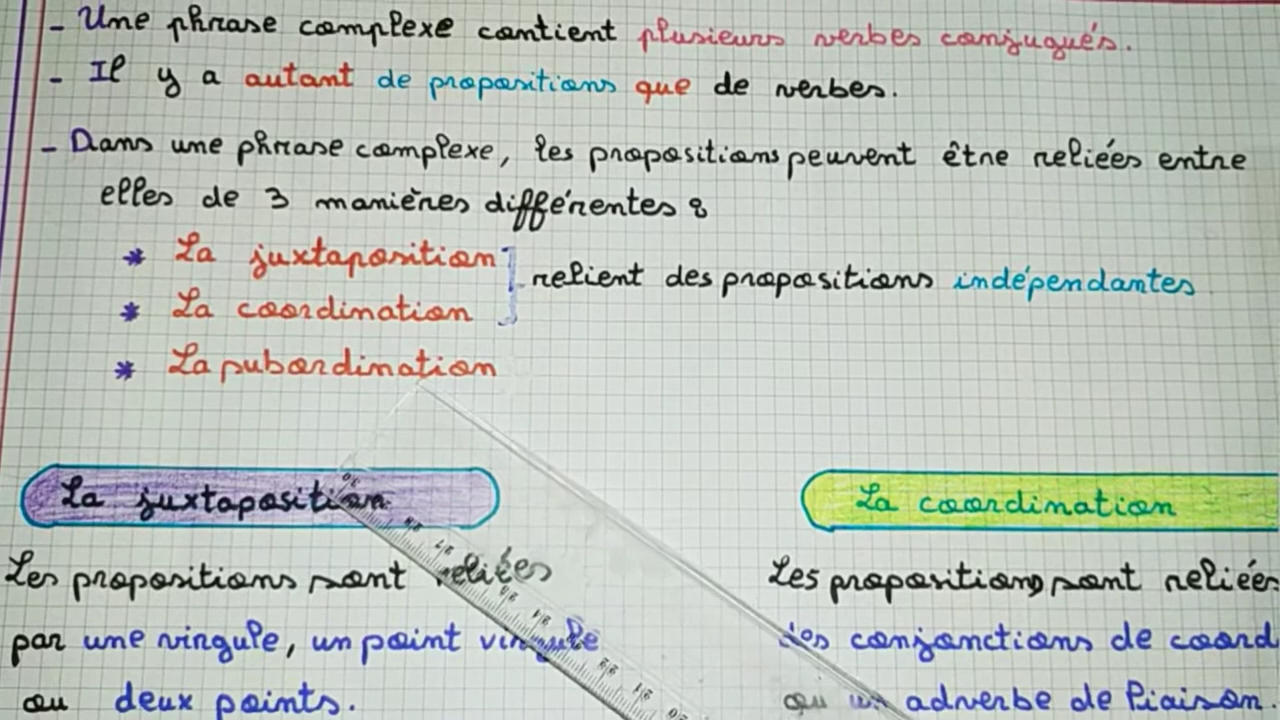 - Une phrase complexe contient plusieurs verbes conjugués.
- Il y a autant de propositions que de verbes.
- Dans une phrase complexe, les propositions peuvent être reliées entre
elles de 3 manières différentes :
* La juxtaposition
* La coordination
relient des propositions indépendantes
* La subordination
La juxtaposition
Les propositions sont reliées
par une virgule, un point virgule
ou deux points.
La coordination
Les propositions sont reliées
des conjonctions de coord
ou un adverbe de liaison.